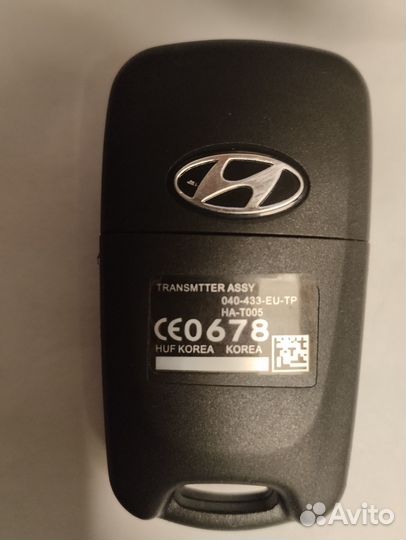 TRANSMTTER ASSY
040-433-EU-TP
HA-T005
CE0678
HUF KOREA KOREA
Avito